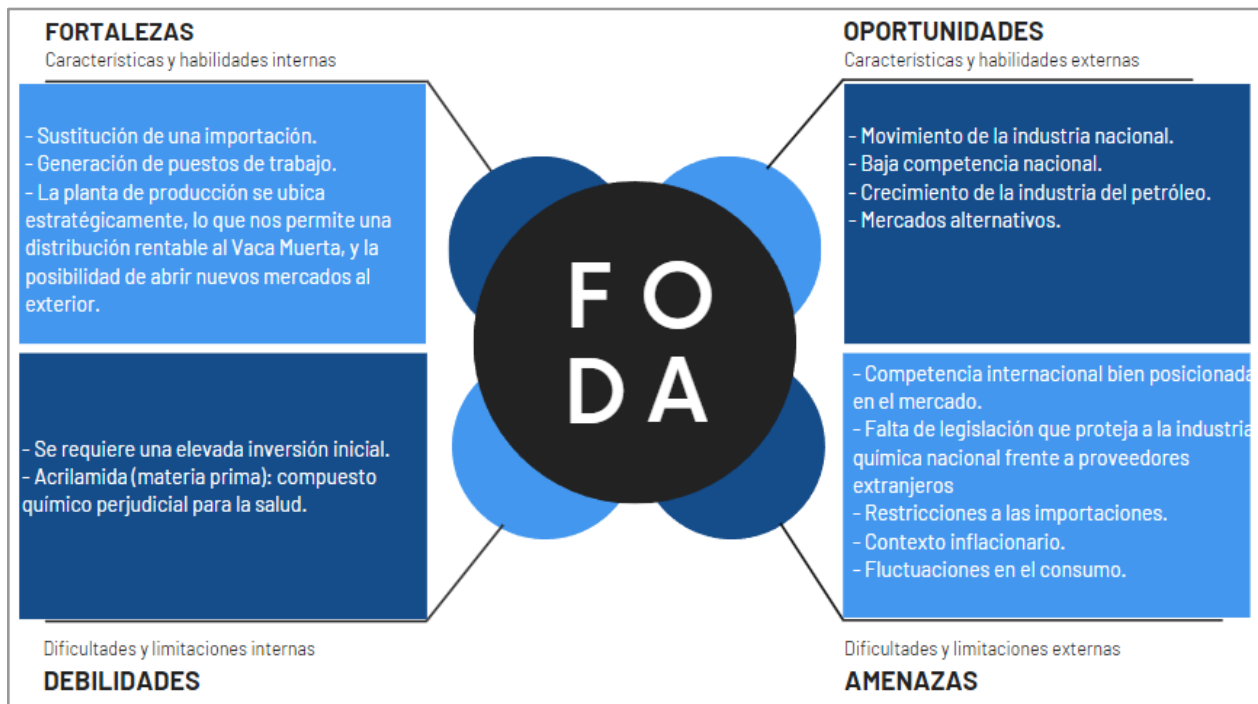 FORTALEZAS
Características y habilidades internas
- Sustitución de una importación.
- Generación de puestos de trabajo.
- La planta de producción se ubica
estratégicamente, lo que nos permite una
distribución rentable al Vaca Muerta, y la
posibilidad de abrir nuevos mercados al
exterior.
OPORTUNIDADES
Características y habilidades externas
- Movimiento de la industria nacional.
- Baja competencia nacional.
- Crecimiento de la industria del petróleo.
- Mercados alternativos.
F O
D A
- Se requiere una elevada inversión inicial.
- Acrilamida (materia prima): compuesto
químico perjudicial para la salud.
Dificultades y limitaciones internas
DEBILIDADES
- Competencia internacional bien posicionada
en el mercado.
- Falta de legislación que proteja a la industria
química nacional frente a proveedores
extranjeros
- Restricciones a las importaciones.
- Contexto inflacionario.
- Fluctuaciones en el consumo.
Dificultades y limitaciones externas
AMENAZAS